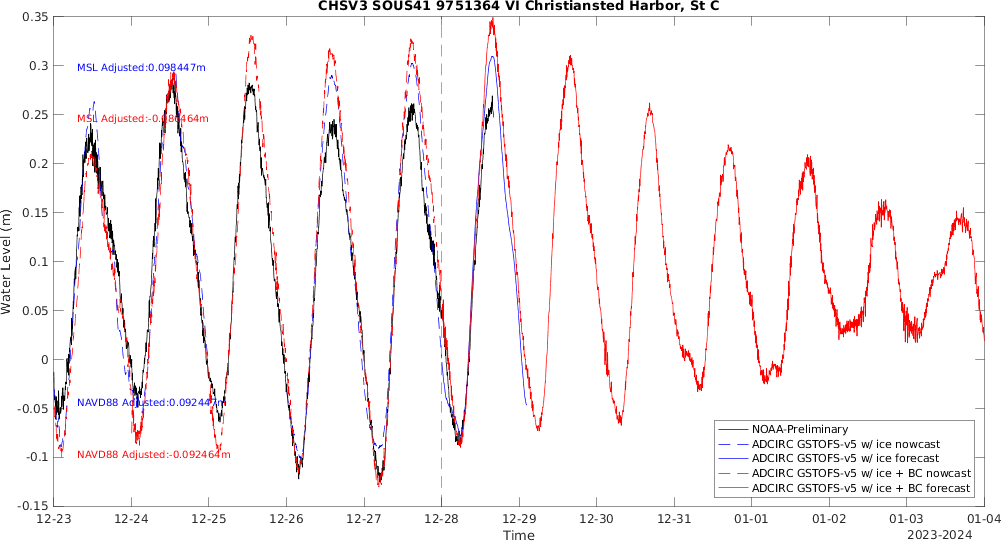 CHSV3 SOUS41 9751364 VI Christiansted Harbor, St C
0.35
0.3
0.25
0.2
0.15
0.1
0.05
0
-0.05
-0.1
-0.15
Water Level (m)
MSL Adjusted:0.098447m
MSL Adjusted:-0.086464m
NAVD88 Adjusted:0.092447m
NAVD88 Adjusted:-0.092464m
NOAA-Preliminary
ADCIRC GSTOFS-v5 w/ ice nowcast
ADCIRC GSTOFS-v5 w/ ice forecast
ADCIRC GSTOFS-v5 w/ ice + BC nowcast
ADCIRC GSTOFS-v5 w/ ice + BC forecast
12-23 12-24 12-25 12-26 12-27 12-28 12-29 12-30 12-31 01-01 01-02 01-03 01-04
Time
2023-2024